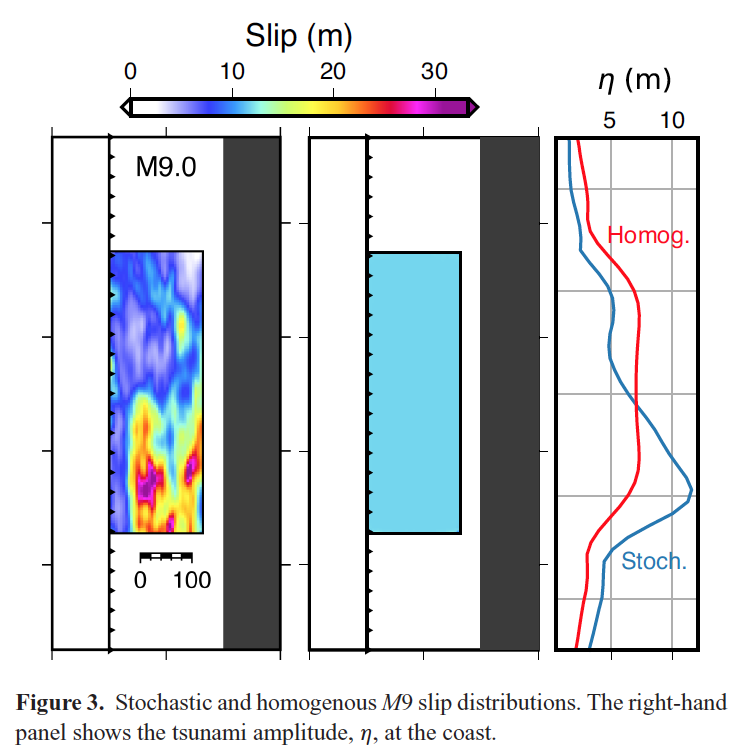 Slip (m)
0 10 20 30
η (m)
5 10
M9.0
Homog.
Stoch.
0 100
Figure 3. Stochastic and homogenous M9 slip distributions. The right-hand
panel shows the tsunami amplitude, η, at the coast.